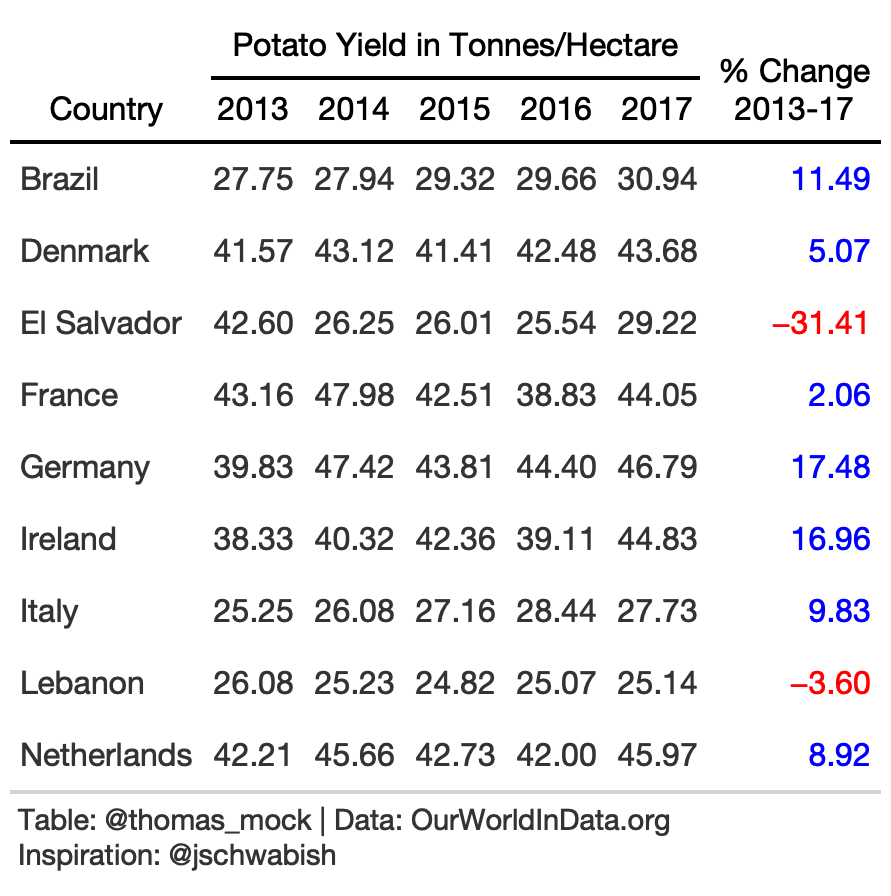 Potato Yield in Tonnes/Hectare
% Change
Country 2013 2014 2015 2016 2017 2013-17
Brazil 27.75 27.94 29.32 29.66 30.94 11.49
Denmark 41.57 43.12 41.41 42.48 43.68 5.07
El Salvador 42.60 26.25 26.01 25.54 29.22 −31.41
France 43.16 47.98 42.51 38.83 44.05 2.06
Germany 39.83 47.42 43.81 44.40 46.79 17.48
Ireland 38.33 40.32 42.36 39.11 44.83 16.96
Italy 25.25 26.08 27.16 28.44 27.73 9.83
Lebanon 26.08 25.23 24.82 25.07 25.14 −3.60
Netherlands 42.21 45.66 42.73 42.00 45.97 8.92
Table: @thomas_mock | Data: OurWorldInData.org
Inspiration: @jschwabish